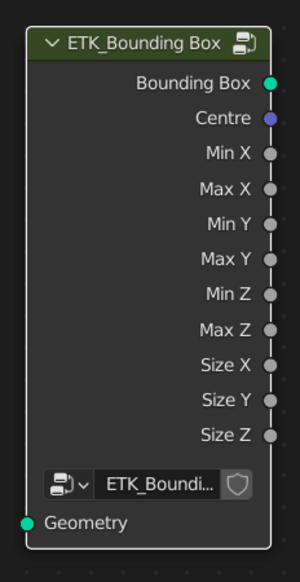 ETK_Bounding Box
Bounding Box
Centre
Min X
Max X
Min Y
Max Y
Min Z
Max Z
Size X
Size Y
Size Z
ETK_Boundi...
Geometry